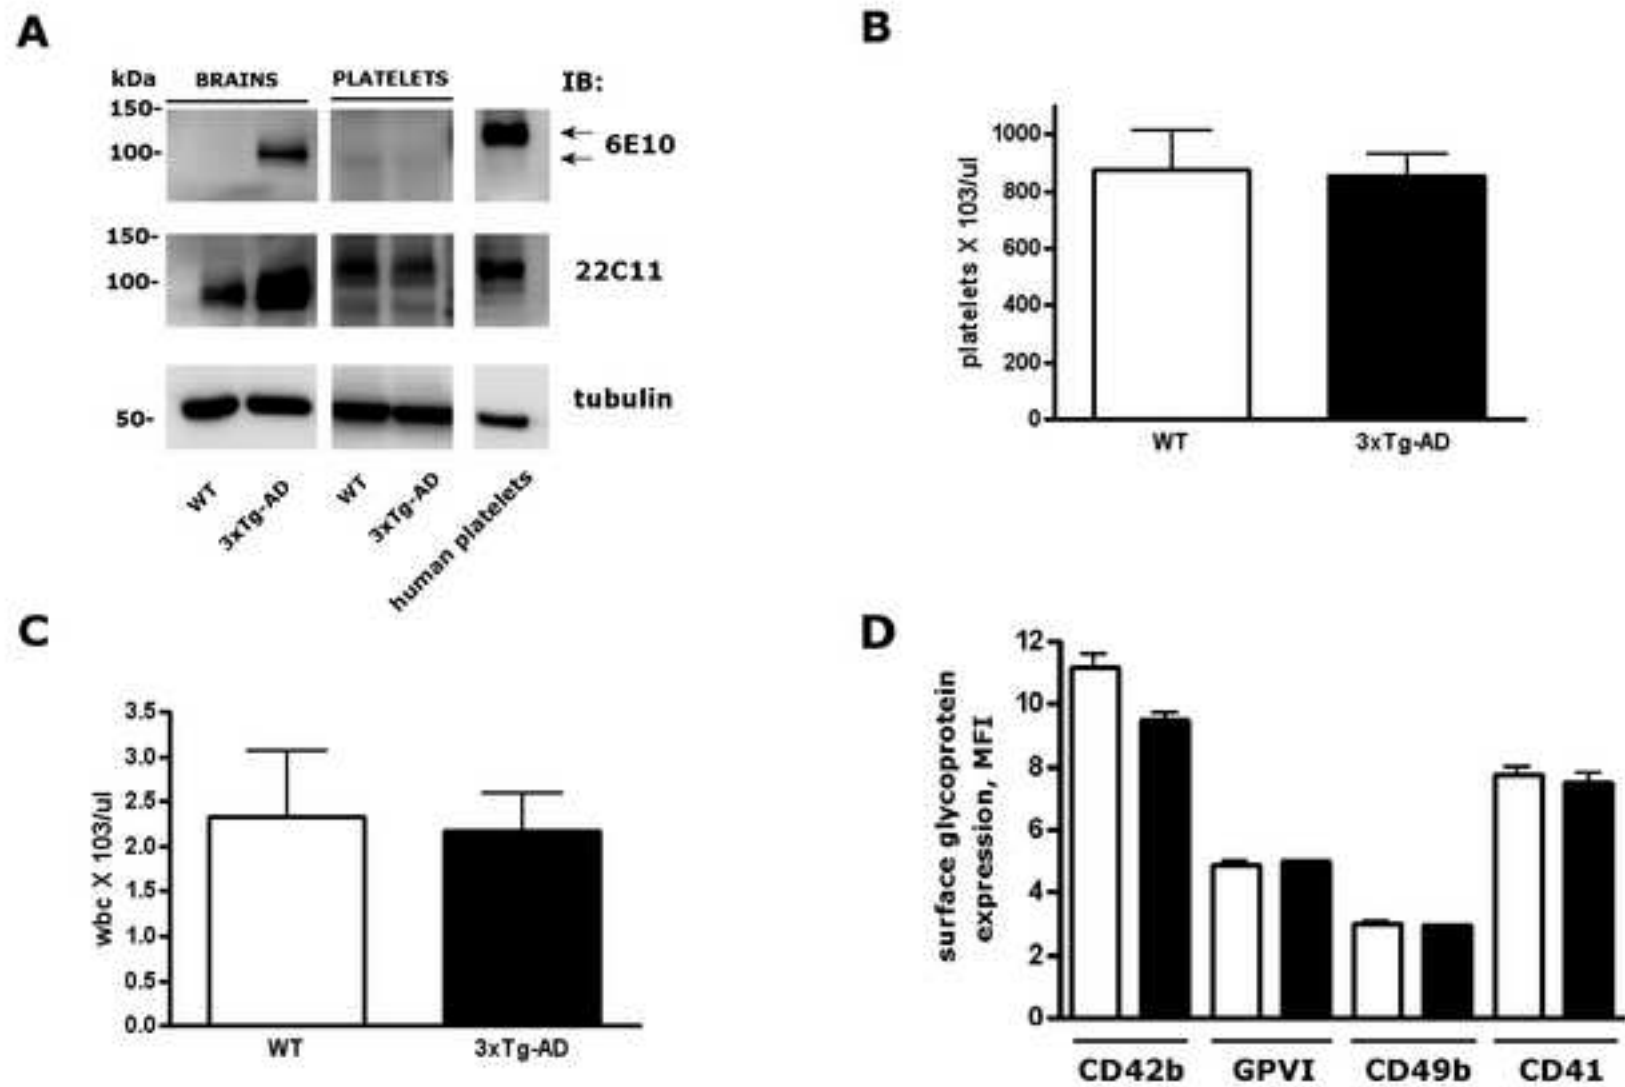 A
kDa BRAINS PLATELETS IB:
150-
100-
6E10
150-
100-
22C11
50-
tubulin
WT
3xTg-AD
WT
3xTg-AD
human platelets
B
platelets X 103/ul
1000
800
600
400
200
0
WT 3xTg-AD
C
wbc X 103/ul
3.5
3.0
2.5
2.0
1.5
1.0
0.5
0.0
WT 3xTg-AD
D
surface glycoprotein
expression, MFI
12
10
8
6
4
2
0
CD42b GPVI CD49b CD41